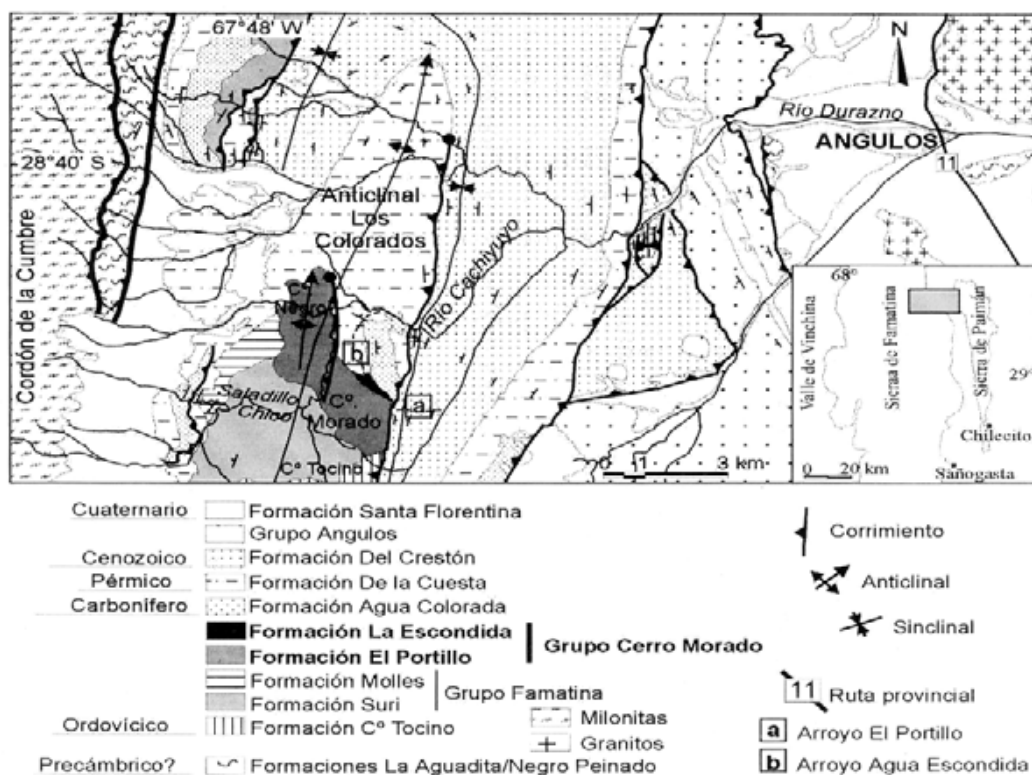 67°48' W
N
Río Durazno
ANGULOS
11
28°40' S
Anticlinal
Los
Colorados
Cordón de la Cumbre
Río Cachiyuyo
Cº
Negro
b
a
Saladillo
Chico
Cº
Morado
Cº Tocino
0 1 3 km
68°
Valle de Vinchina
Sieraa de Famatina
Sierra de Paimán
29°
Chilecito
Sañogasta
0 20 km
Cuaternario
Formación Santa Florentina
Grupo Angulos
Cenozoico
Formación Del Crestón
Pérmico
Formación De la Cuesta
Carbonífero
Formación Agua Colorada
Formación La Escondida
Formación El Portillo
Grupo Cerro Morado
Formación Molles
Formación Suri
Grupo Famatina
Ordovícico
Formación Cº Tocino
Milonitas
Granitos
Precámbrico?
Formaciones La Aguadita/Negro Peinado
Corrimiento
Anticlinal
Sinclinal
11 Ruta provincial
a Arroyo El Portillo
b Arroyo Agua Escondida